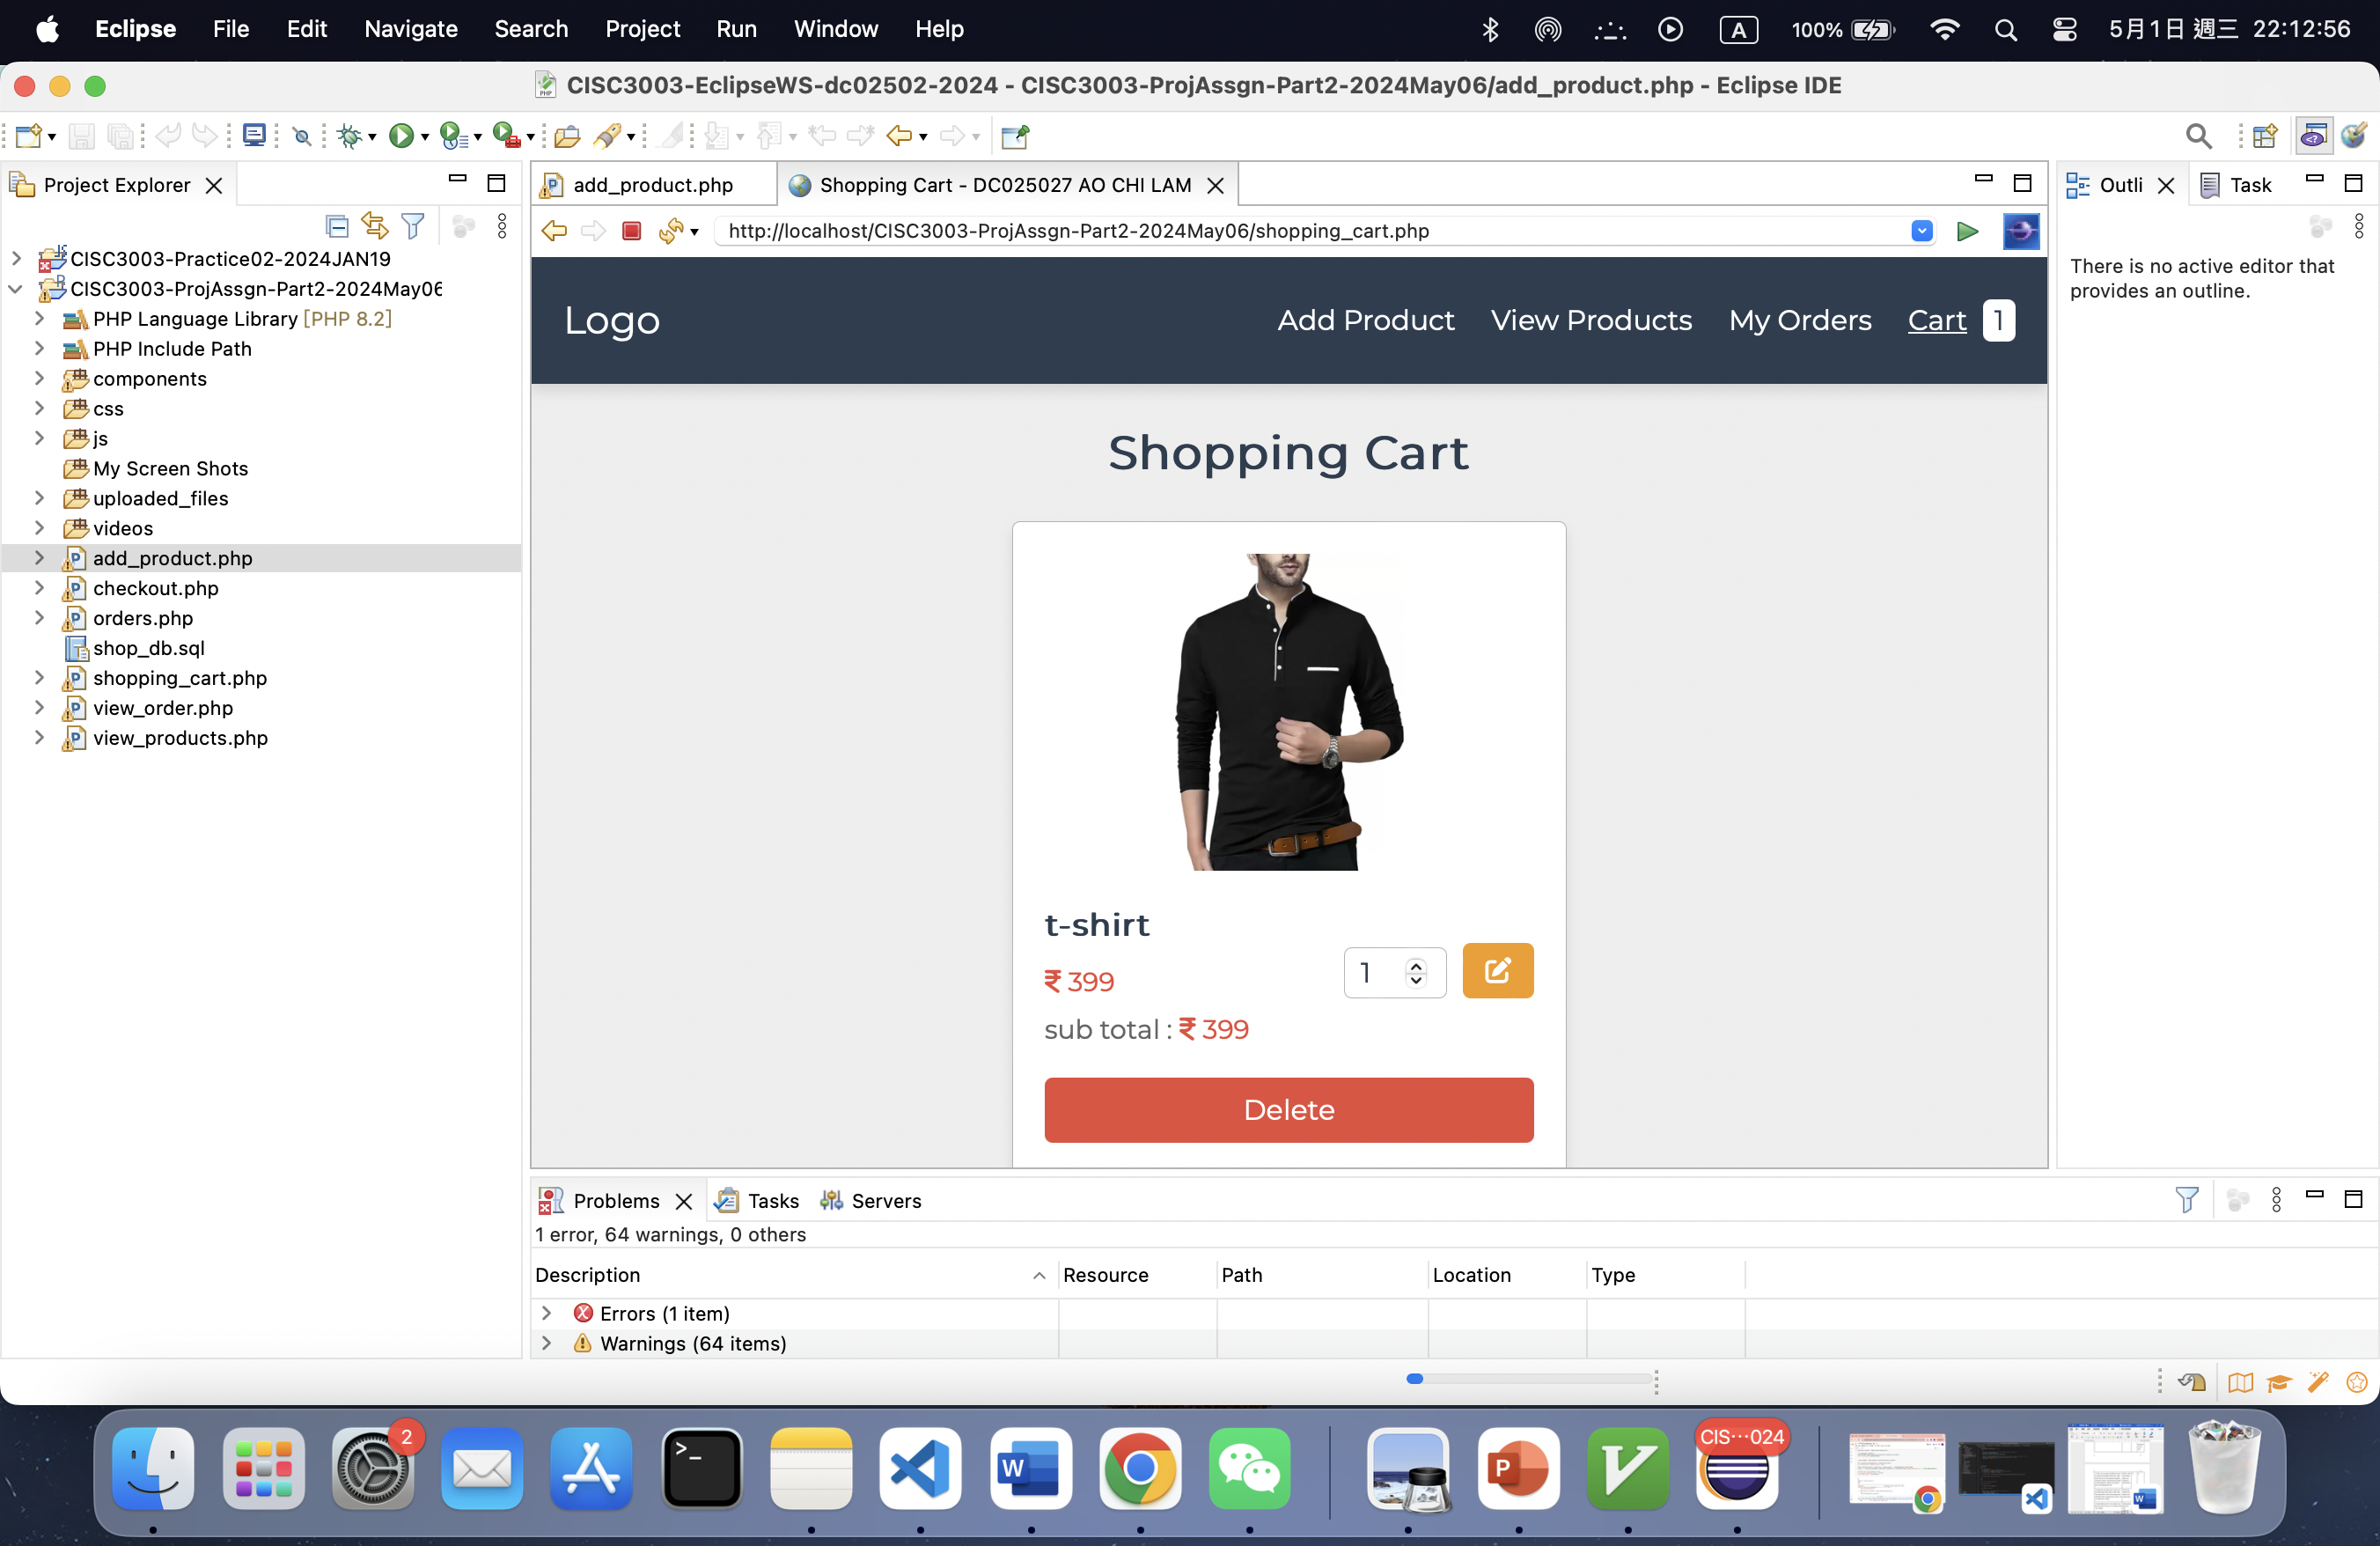 Eclipse File Edit Navigate Search Project Run Window Help A 100% 5月1日 週三 22:12:56
CISC3003-EclipseWS-dc02502-2024 - CISC3003-ProjAssgn-Part2-2024May06/add_product.php - Eclipse IDE
Project Explorer
CISC3003-Practice02-2024JAN19
CISC3003-ProjAssgn-Part2-2024May06
PHP Language Library [PHP 8.2]
PHP Include Path
components
css
js
My Screen Shots
uploaded_files
videos
add_product.php
checkout.php
orders.php
shop_db.sql
shopping_cart.php
view_order.php
view_products.php
add_product.php Shopping Cart - DC025027 AO CHI LAM
http://localhost/CISC3003-ProjAssgn-Part2-2024May06/shopping_cart.php
Logo Add Product View Products My Orders Cart 1
Shopping Cart
t-shirt
₹ 399 1
sub total : ₹ 399
Delete
Outli Task
There is no active editor that
provides an outline.
Problems Tasks Servers
1 error, 64 warnings, 0 others
Description Resource Path Location Type
Errors (1 item)
Warnings (64 items)
2 CIS···024